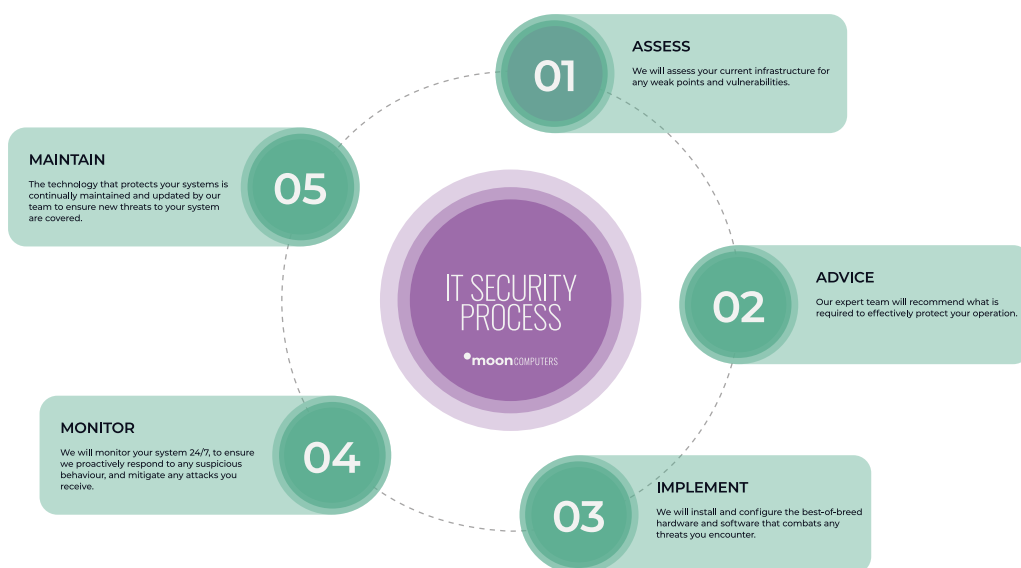 01
ASSESS
We will assess your current infrastructure for
any weak points and vulnerabilities.
02
ADVICE
Our expert team will recommend what is
required to effectively protect your operation.
03
IMPLEMENT
We will install and configure the best-of-breed
hardware and software that combats any
threats you encounter.
04
MONITOR
We will monitor your system 24/7, to ensure
we proactively respond to any suspicious
behaviour, and mitigate any attacks you
receive.
05
MAINTAIN
The technology that protects your systems is
continually maintained and updated by our
team to ensure new threats to your system
are covered.
IT SECURITY
PROCESS
moonCOMPUTERS